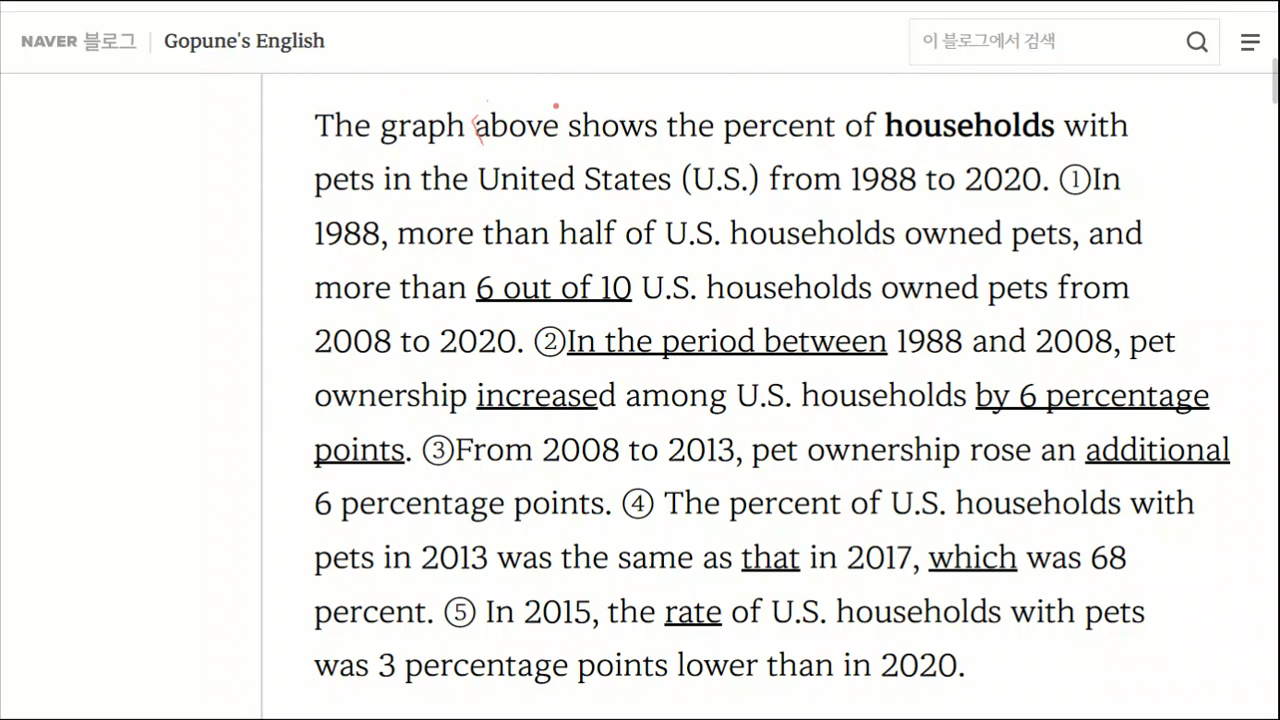 NAVER 블로그 | Gopune's English
이 블로그에서 검색
The graph above shows the percent of households with
pets in the United States (U.S.) from 1988 to 2020. ①In
1988, more than half of U.S. households owned pets, and
more than 6 out of 10 U.S. households owned pets from
2008 to 2020. ②In the period between 1988 and 2008, pet
ownership increased among U.S. households by 6 percentage
points. ③From 2008 to 2013, pet ownership rose an additional
6 percentage points. ④ The percent of U.S. households with
pets in 2013 was the same as that in 2017, which was 68
percent. ⑤ In 2015, the rate of U.S. households with pets
was 3 percentage points lower than in 2020.